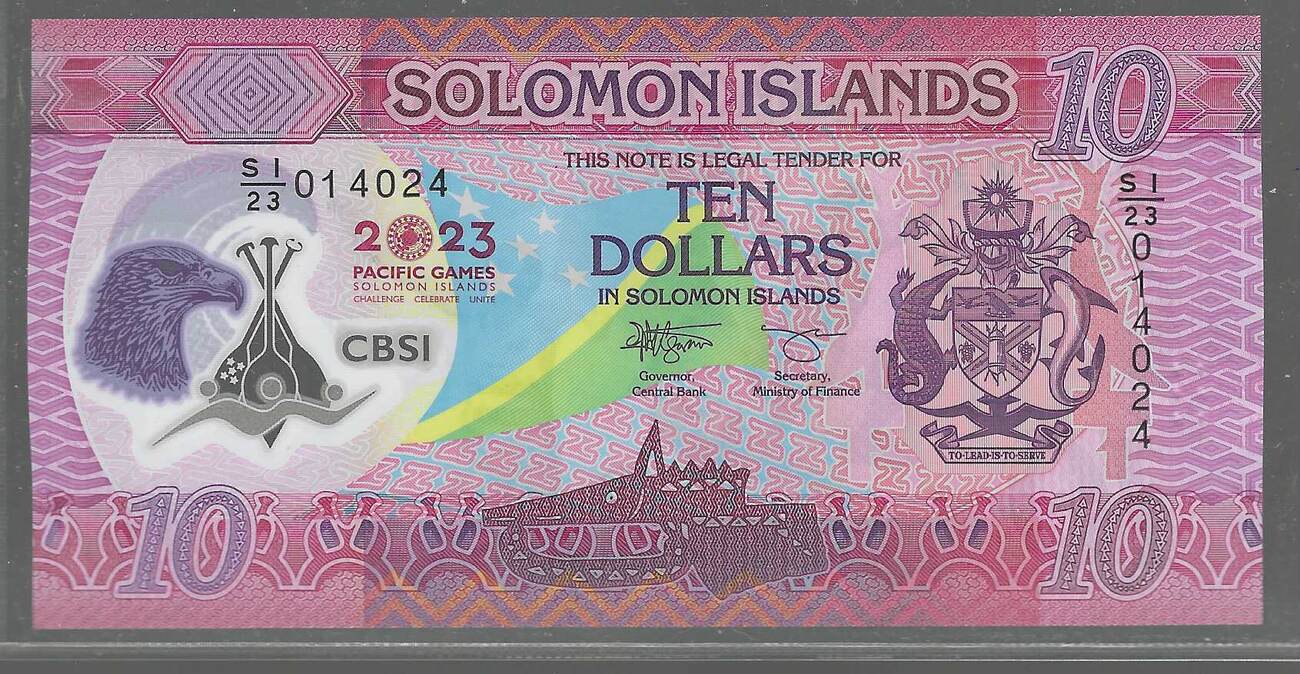 SOLOMON ISLANDS
10
THIS NOTE IS LEGAL TENDER FOR
S I
23
014024
S I
23
014024
TEN
DOLLARS
IN SOLOMON ISLANDS
2023
PACIFIC GAMES
SOLOMON ISLANDS
CHALLENGE CELEBRATE UNITE
CBSI
Governor,
Central Bank
Secretary,
Ministry of Finance
TO·LEAD·IS·TO·SERVE
10
10